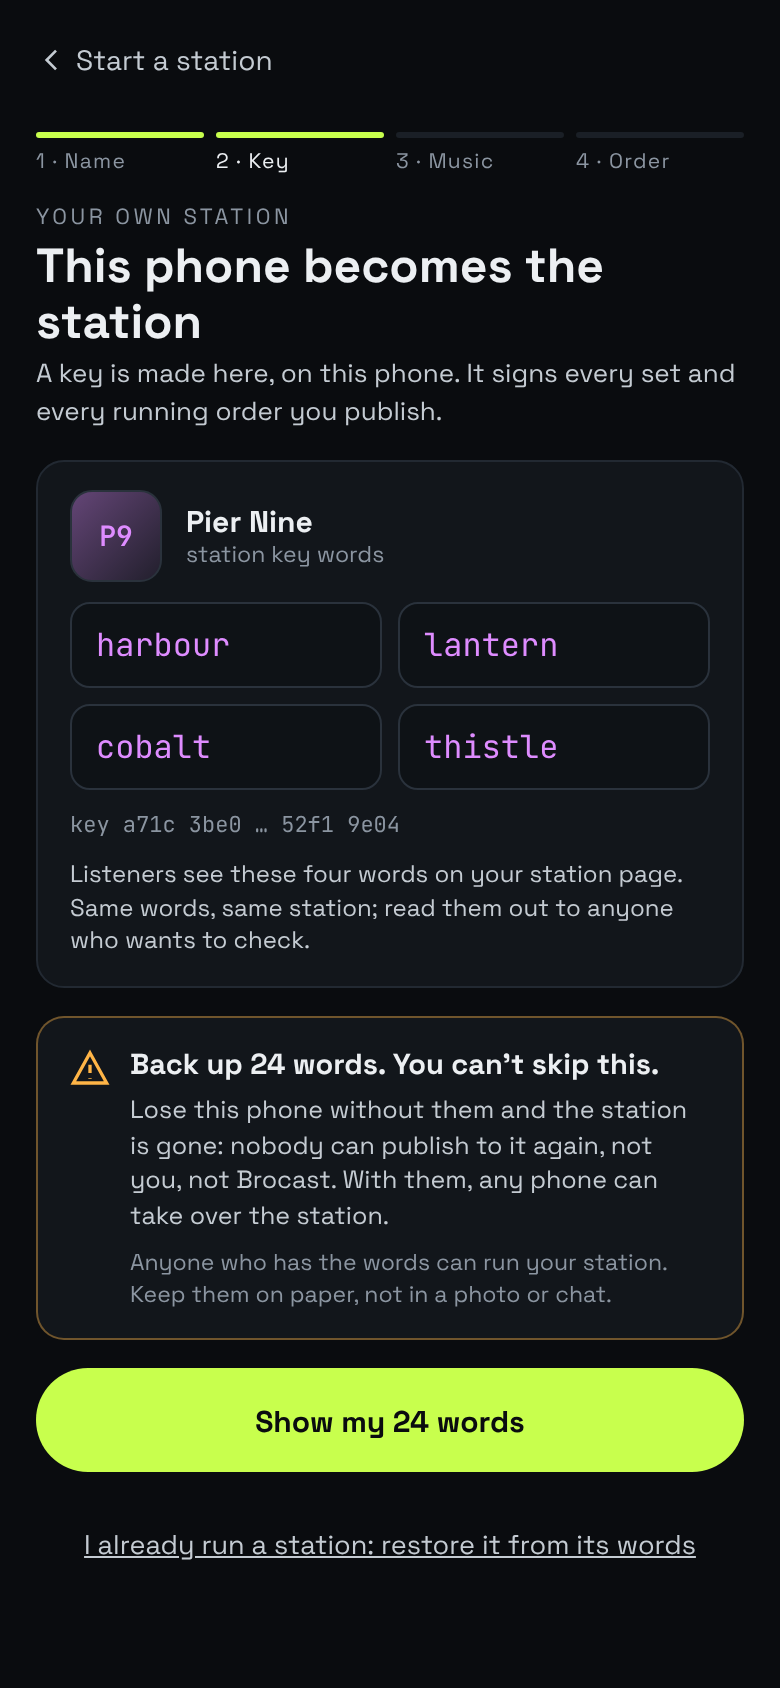 Start a station
1 · Name
2 · Key
3 · Music
4 · Order
YOUR OWN STATION
This phone becomes the
station
A key is made here, on this phone. It signs every set and
every running order you publish.
P9
Pier Nine
station key words
harbour
lantern
cobalt
thistle
key a71c 3be0 … 52f1 9e04
Listeners see these four words on your station page.
Same words, same station; read them out to anyone
who wants to check.
Back up 24 words. You can’t skip this.
Lose this phone without them and the station
is gone: nobody can publish to it again, not
you, not Brocast. With them, any phone can
take over the station.
Anyone who has the words can run your station.
Keep them on paper, not in a photo or chat.
Show my 24 words
I already run a station: restore it from its words